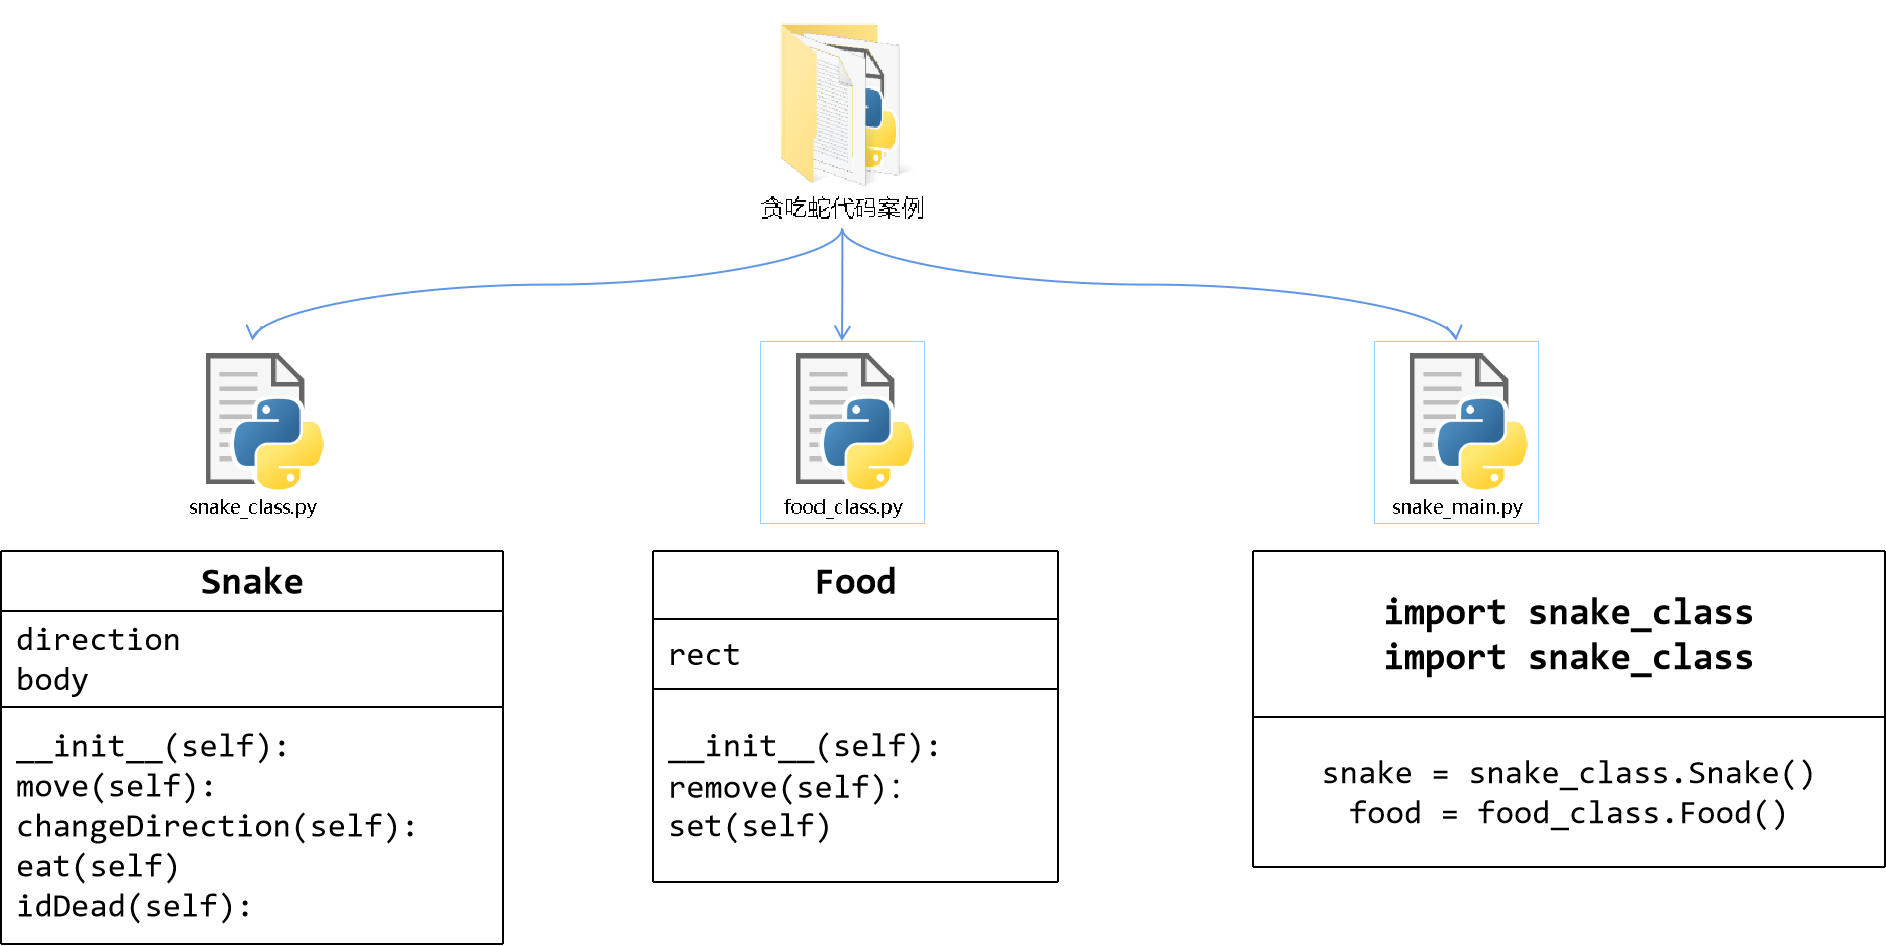 贪吃蛇代码案例
snake_class.py
food_class.py
snake_main.py
Snake
direction
body
__init__(self):
move(self):
changeDirection(self):
eat(self)
idDead(self):
Food
rect
__init__(self):
remove(self):
set(self)
import snake_class
import snake_class
snake = snake_class.Snake()
food = food_class.Food()